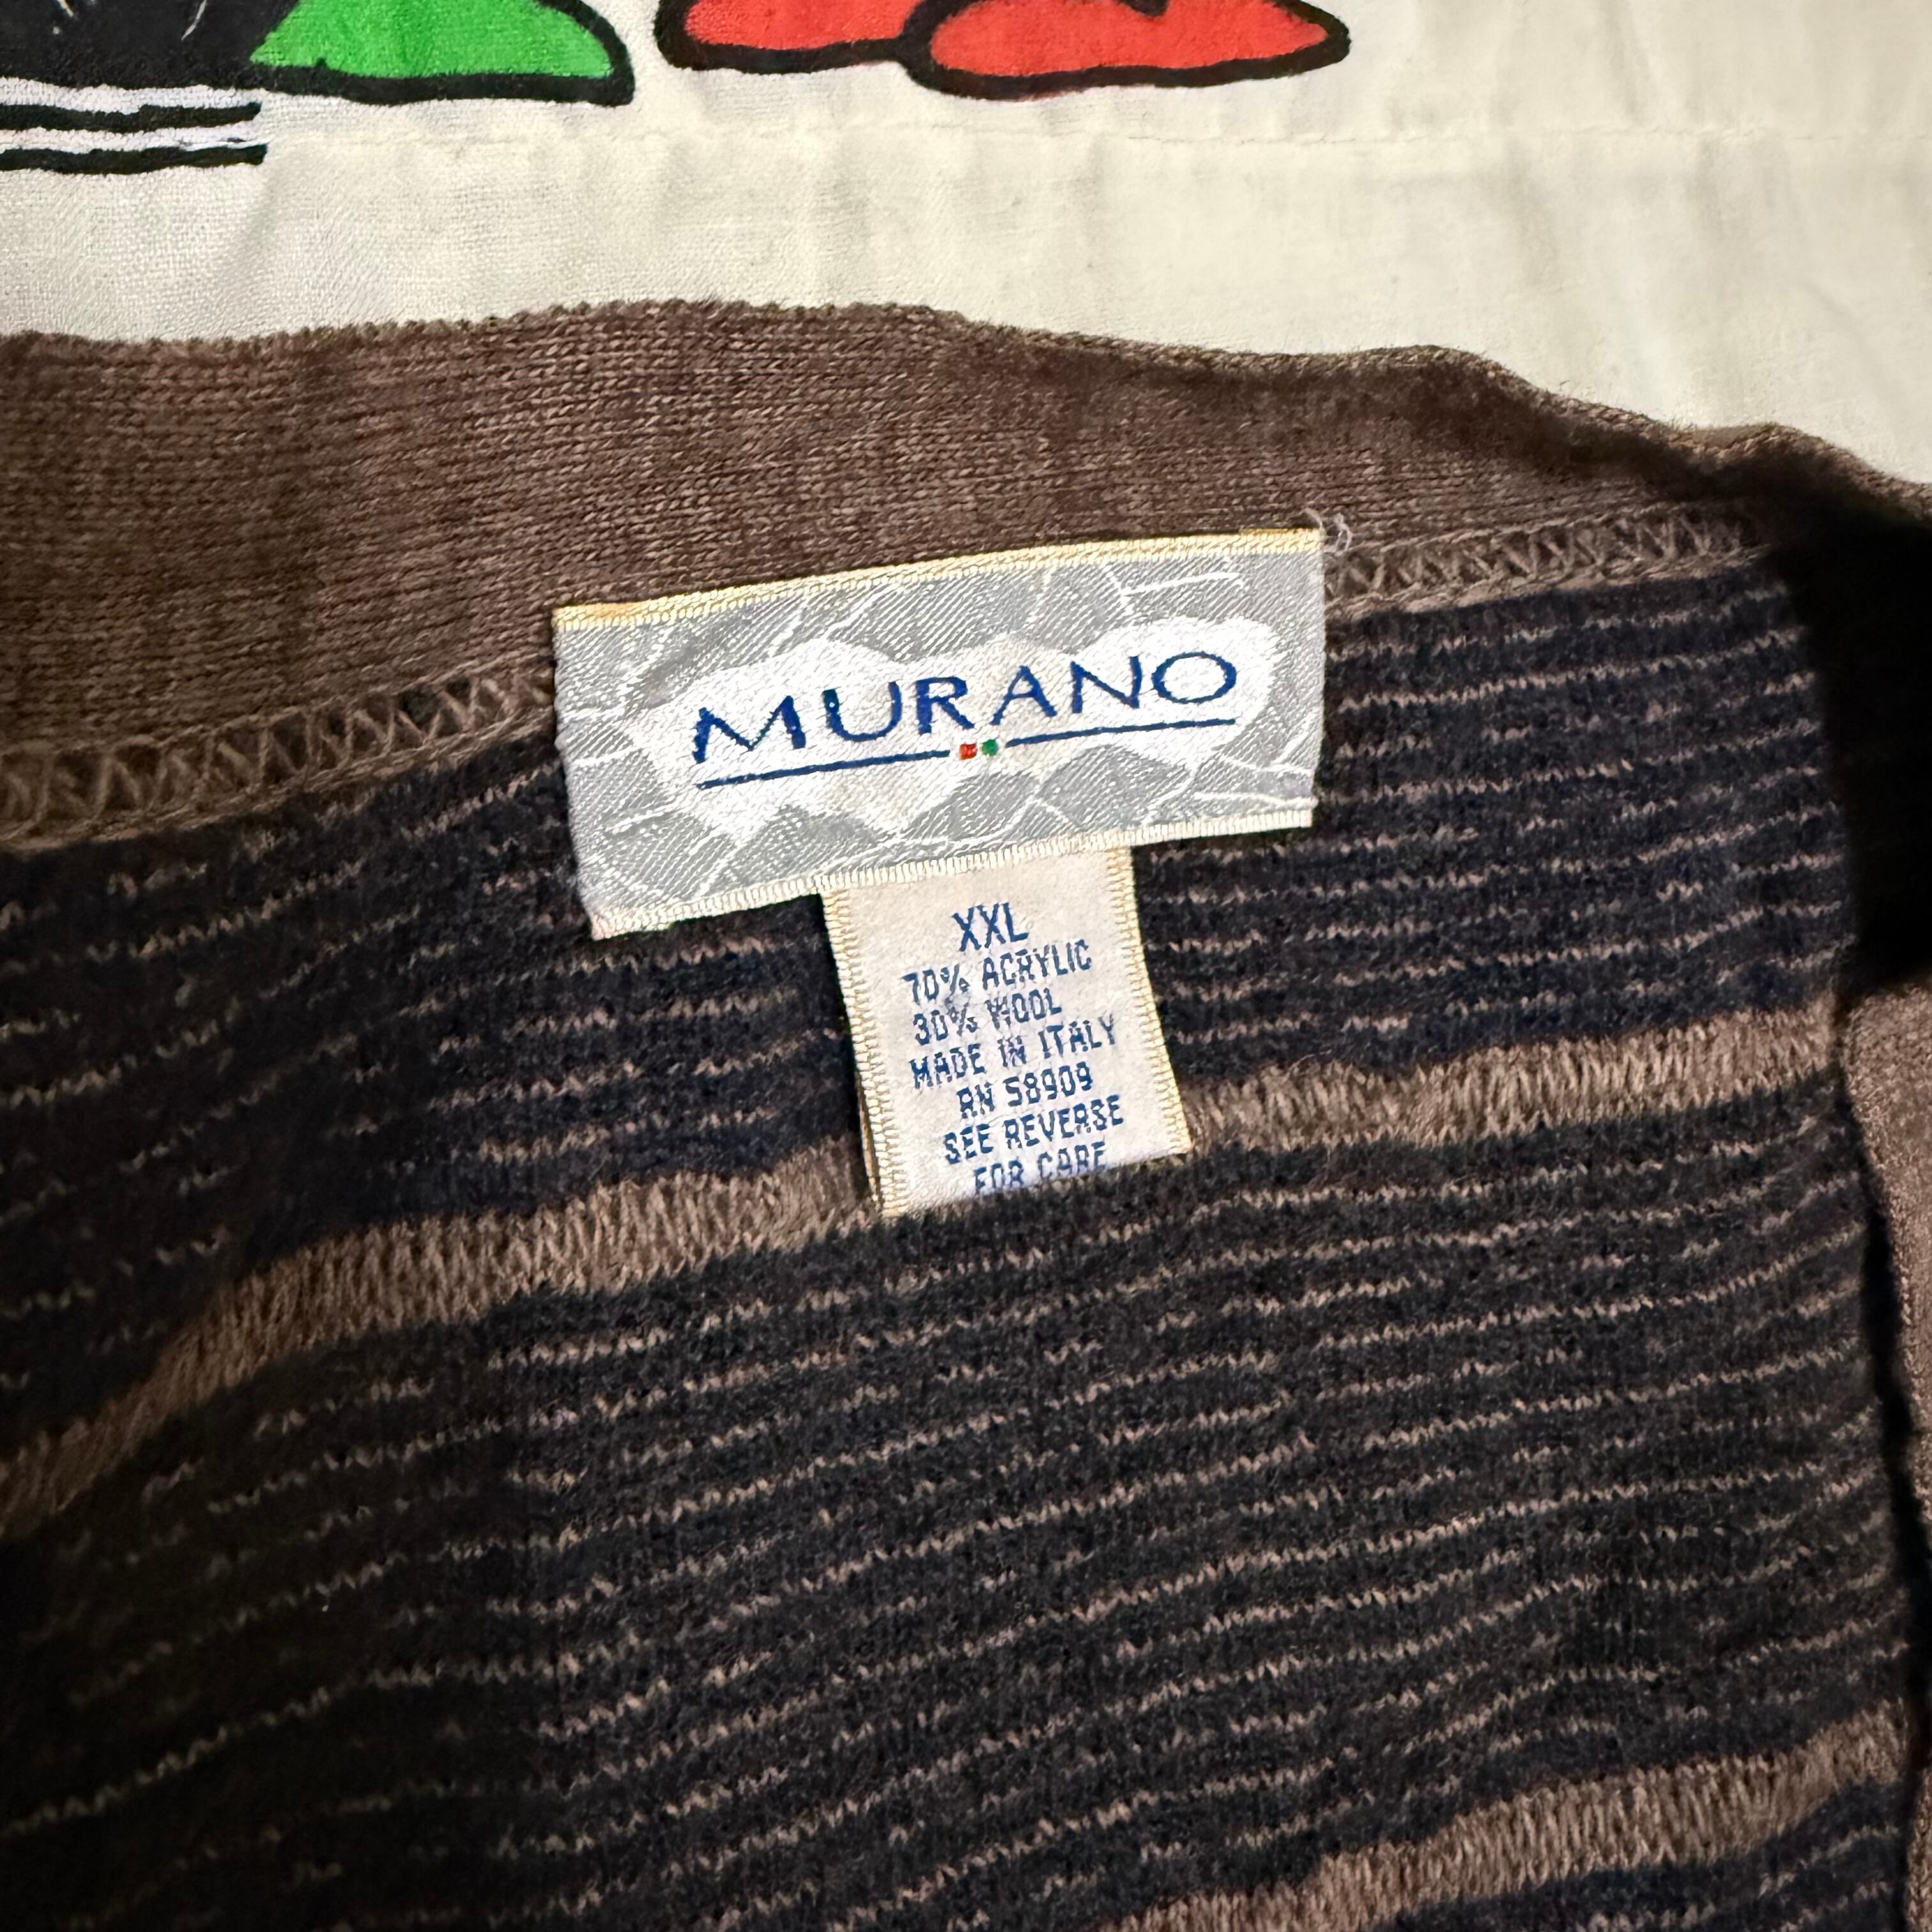 MURANO
XXL
70% ACRYLIC
30% WOOL
MADE IN ITALY
RN 58909
SEE REVERSE
FOR CARE